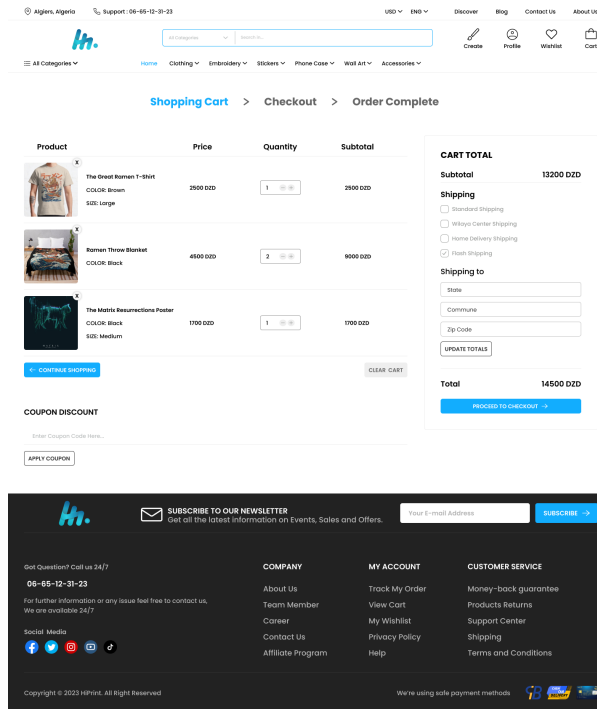 Algiers, Algeria
Support : 06-65-12-31-23
USD
ENG
Discover
Blog
Contact Us
About Us
All Categories
Search in...
Create
Profile
Wishlist
Cart
All Categories
Home
Clothing
Embroidery
Stickers
Phone Case
Wall Art
Accessories
Shopping Cart > Checkout > Order Complete
Product
Price
Quantity
Subtotal
X
The Great Ramen T-Shirt
COLOR: Brown
SIZE: Large
2500 DZD
1
2500 DZD
X
Ramen Throw Blanket
COLOR: Black
4500 DZD
2
9000 DZD
X
The Matrix Resurrections Poster
COLOR: Black
SIZE: Medium
1700 DZD
1
1700 DZD
← CONTINUE SHOPPING
CLEAR CART
COUPON DISCOUNT
Enter Coupon Code Here...
APPLY COUPON
CART TOTAL
Subtotal 13200 DZD
Shipping
Standard Shipping
Wilaya Center Shipping
Home Delivery Shipping
Flash Shipping
Shipping to
State
Commune
Zip Code
UPDATE TOTALS
Total 14500 DZD
PROCEED TO CHECKOUT →
SUBSCRIBE TO OUR NEWSLETTER
Get all the latest information on Events, Sales and Offers.
Your E-mail Address
SUBSCRIBE →
Got Question? Call us 24/7
06-65-12-31-23
For further information or any issue feel free to contact us,
We are available 24/7
Social Media
COMPANY
About Us
Team Member
Career
Contact Us
Affiliate Program
MY ACCOUNT
Track My Order
View Cart
My Wishlist
Privacy Policy
Help
CUSTOMER SERVICE
Money-back guarantee
Products Returns
Support Center
Shipping
Terms and Conditions
Copyright © 2023 HiPrint. All Right Reserved
We're using safe payment methods